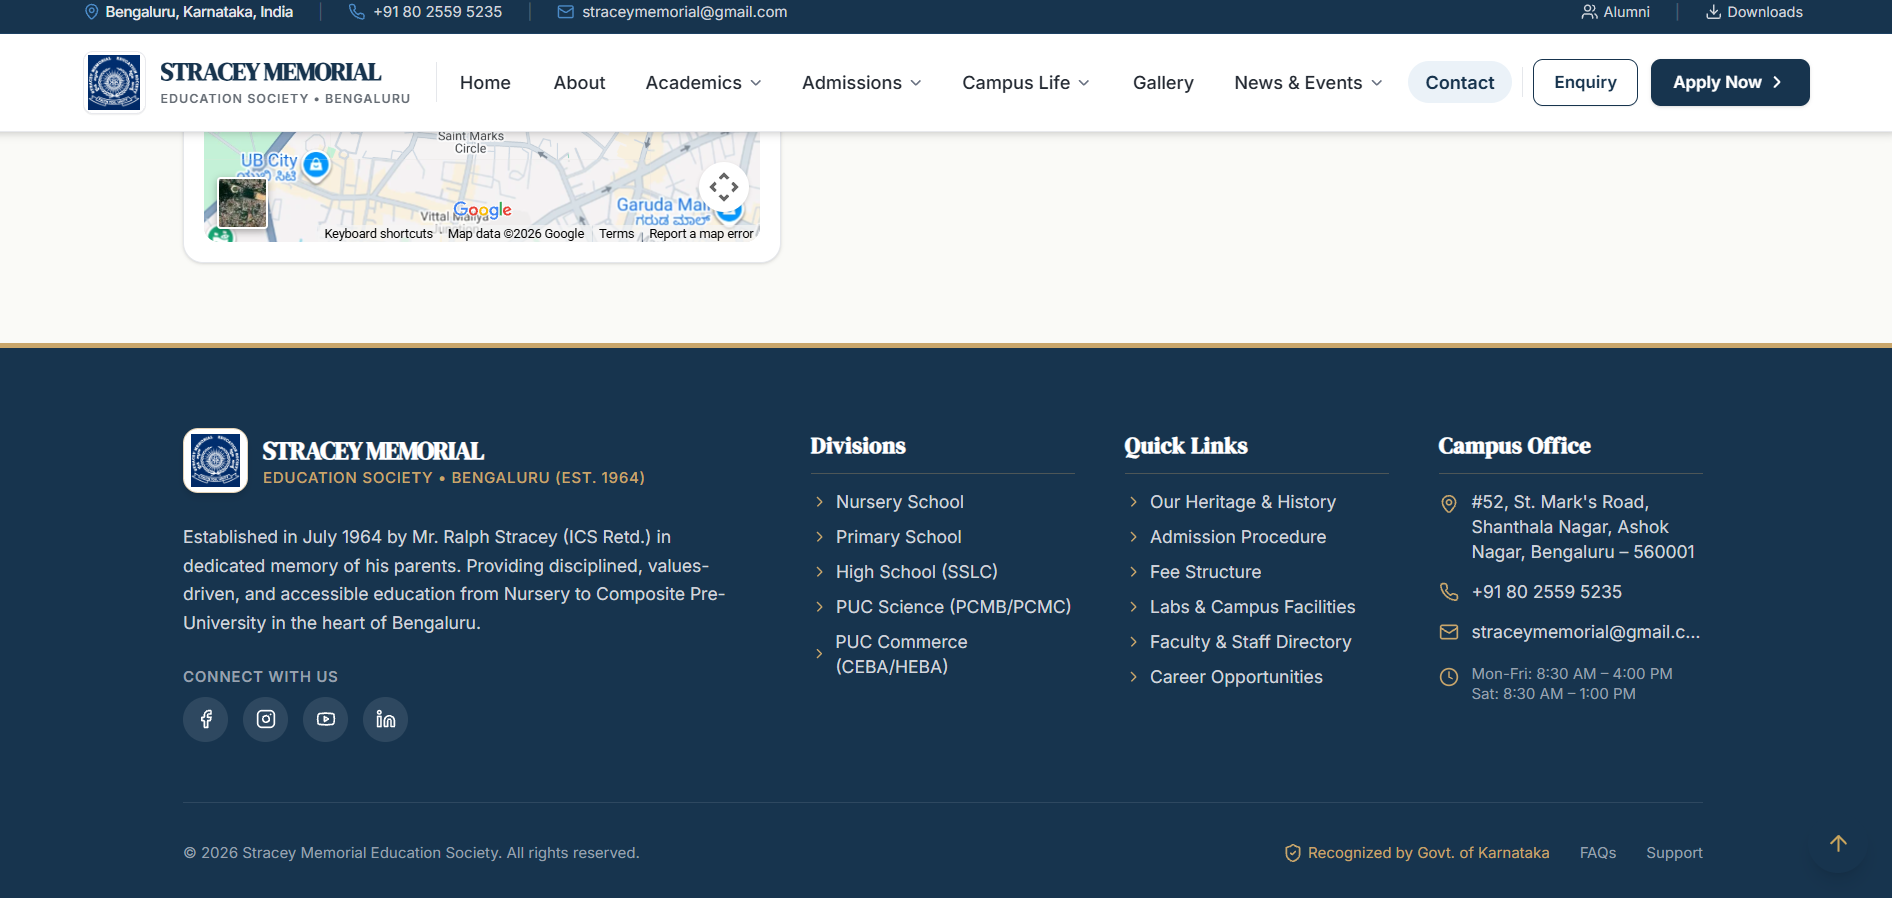 Bengaluru, Karnataka, India
+91 80 2559 5235
straceymemorial@gmail.com
Alumni
Downloads
STRACEY MEMORIAL
EDUCATION SOCIETY • BENGALURU
Home
About
Academics
Admissions
Campus Life
Gallery
News & Events
Contact
Enquiry
Apply Now
Saint Marks
Circle
UB City
ಯುಬಿ ಸಿಟಿ
Google
Vittal Mallya
Garuda Mall
ಗರುಡ ಮಾಲ್
Keyboard shortcuts
Map data ©2026 Google
Terms
Report a map error
STRACEY MEMORIAL
EDUCATION SOCIETY • BENGALURU (EST. 1964)
Established in July 1964 by Mr. Ralph Stracey (ICS Retd.) in
dedicated memory of his parents. Providing disciplined, values-
driven, and accessible education from Nursery to Composite Pre-
University in the heart of Bengaluru.
CONNECT WITH US
Divisions
Nursery School
Primary School
High School (SSLC)
PUC Science (PCMB/PCMC)
PUC Commerce
(CEBA/HEBA)
Quick Links
Our Heritage & History
Admission Procedure
Fee Structure
Labs & Campus Facilities
Faculty & Staff Directory
Career Opportunities
Campus Office
#52, St. Mark's Road,
Shanthala Nagar, Ashok
Nagar, Bengaluru – 560001
+91 80 2559 5235
straceymemorial@gmail.c...
Mon-Fri: 8:30 AM – 4:00 PM
Sat: 8:30 AM – 1:00 PM
© 2026 Stracey Memorial Education Society. All rights reserved.
Recognized by Govt. of Karnataka
FAQs
Support